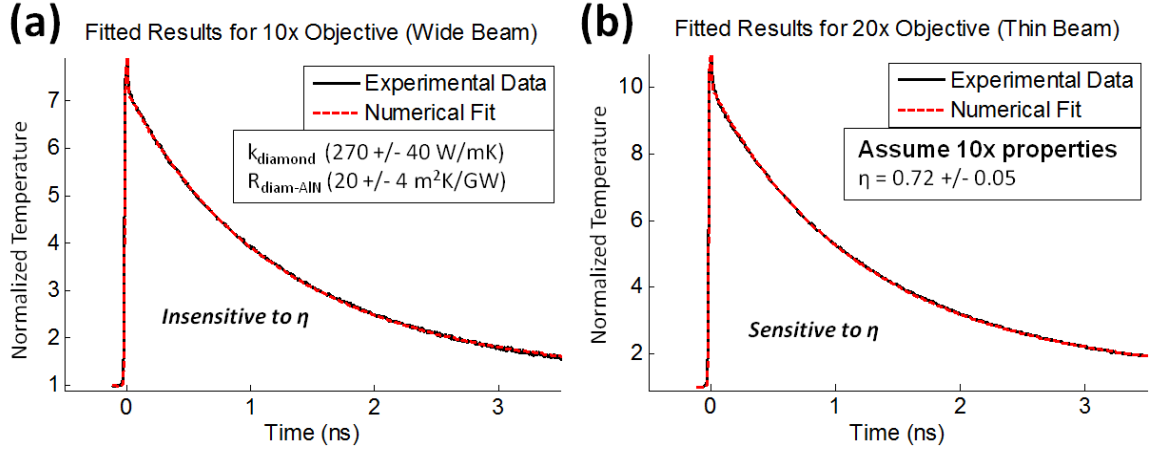 (a)
Fitted Results for 10x Objective (Wide Beam)
Experimental Data
Numerical Fit
k_diamond (270 +/- 40 W/mK)
R_diam-AlN (20 +/- 4 m²K/GW)
Insensitive to η
Normalized Temperature
7
6
5
4
3
2
1
0
1
2
3
Time (ns)
(b)
Fitted Results for 20x Objective (Thin Beam)
Experimental Data
Numerical Fit
Assume 10x properties
η = 0.72 +/- 0.05
Sensitive to η
Normalized Temperature
10
8
6
4
2
0
1
2
3
Time (ns)